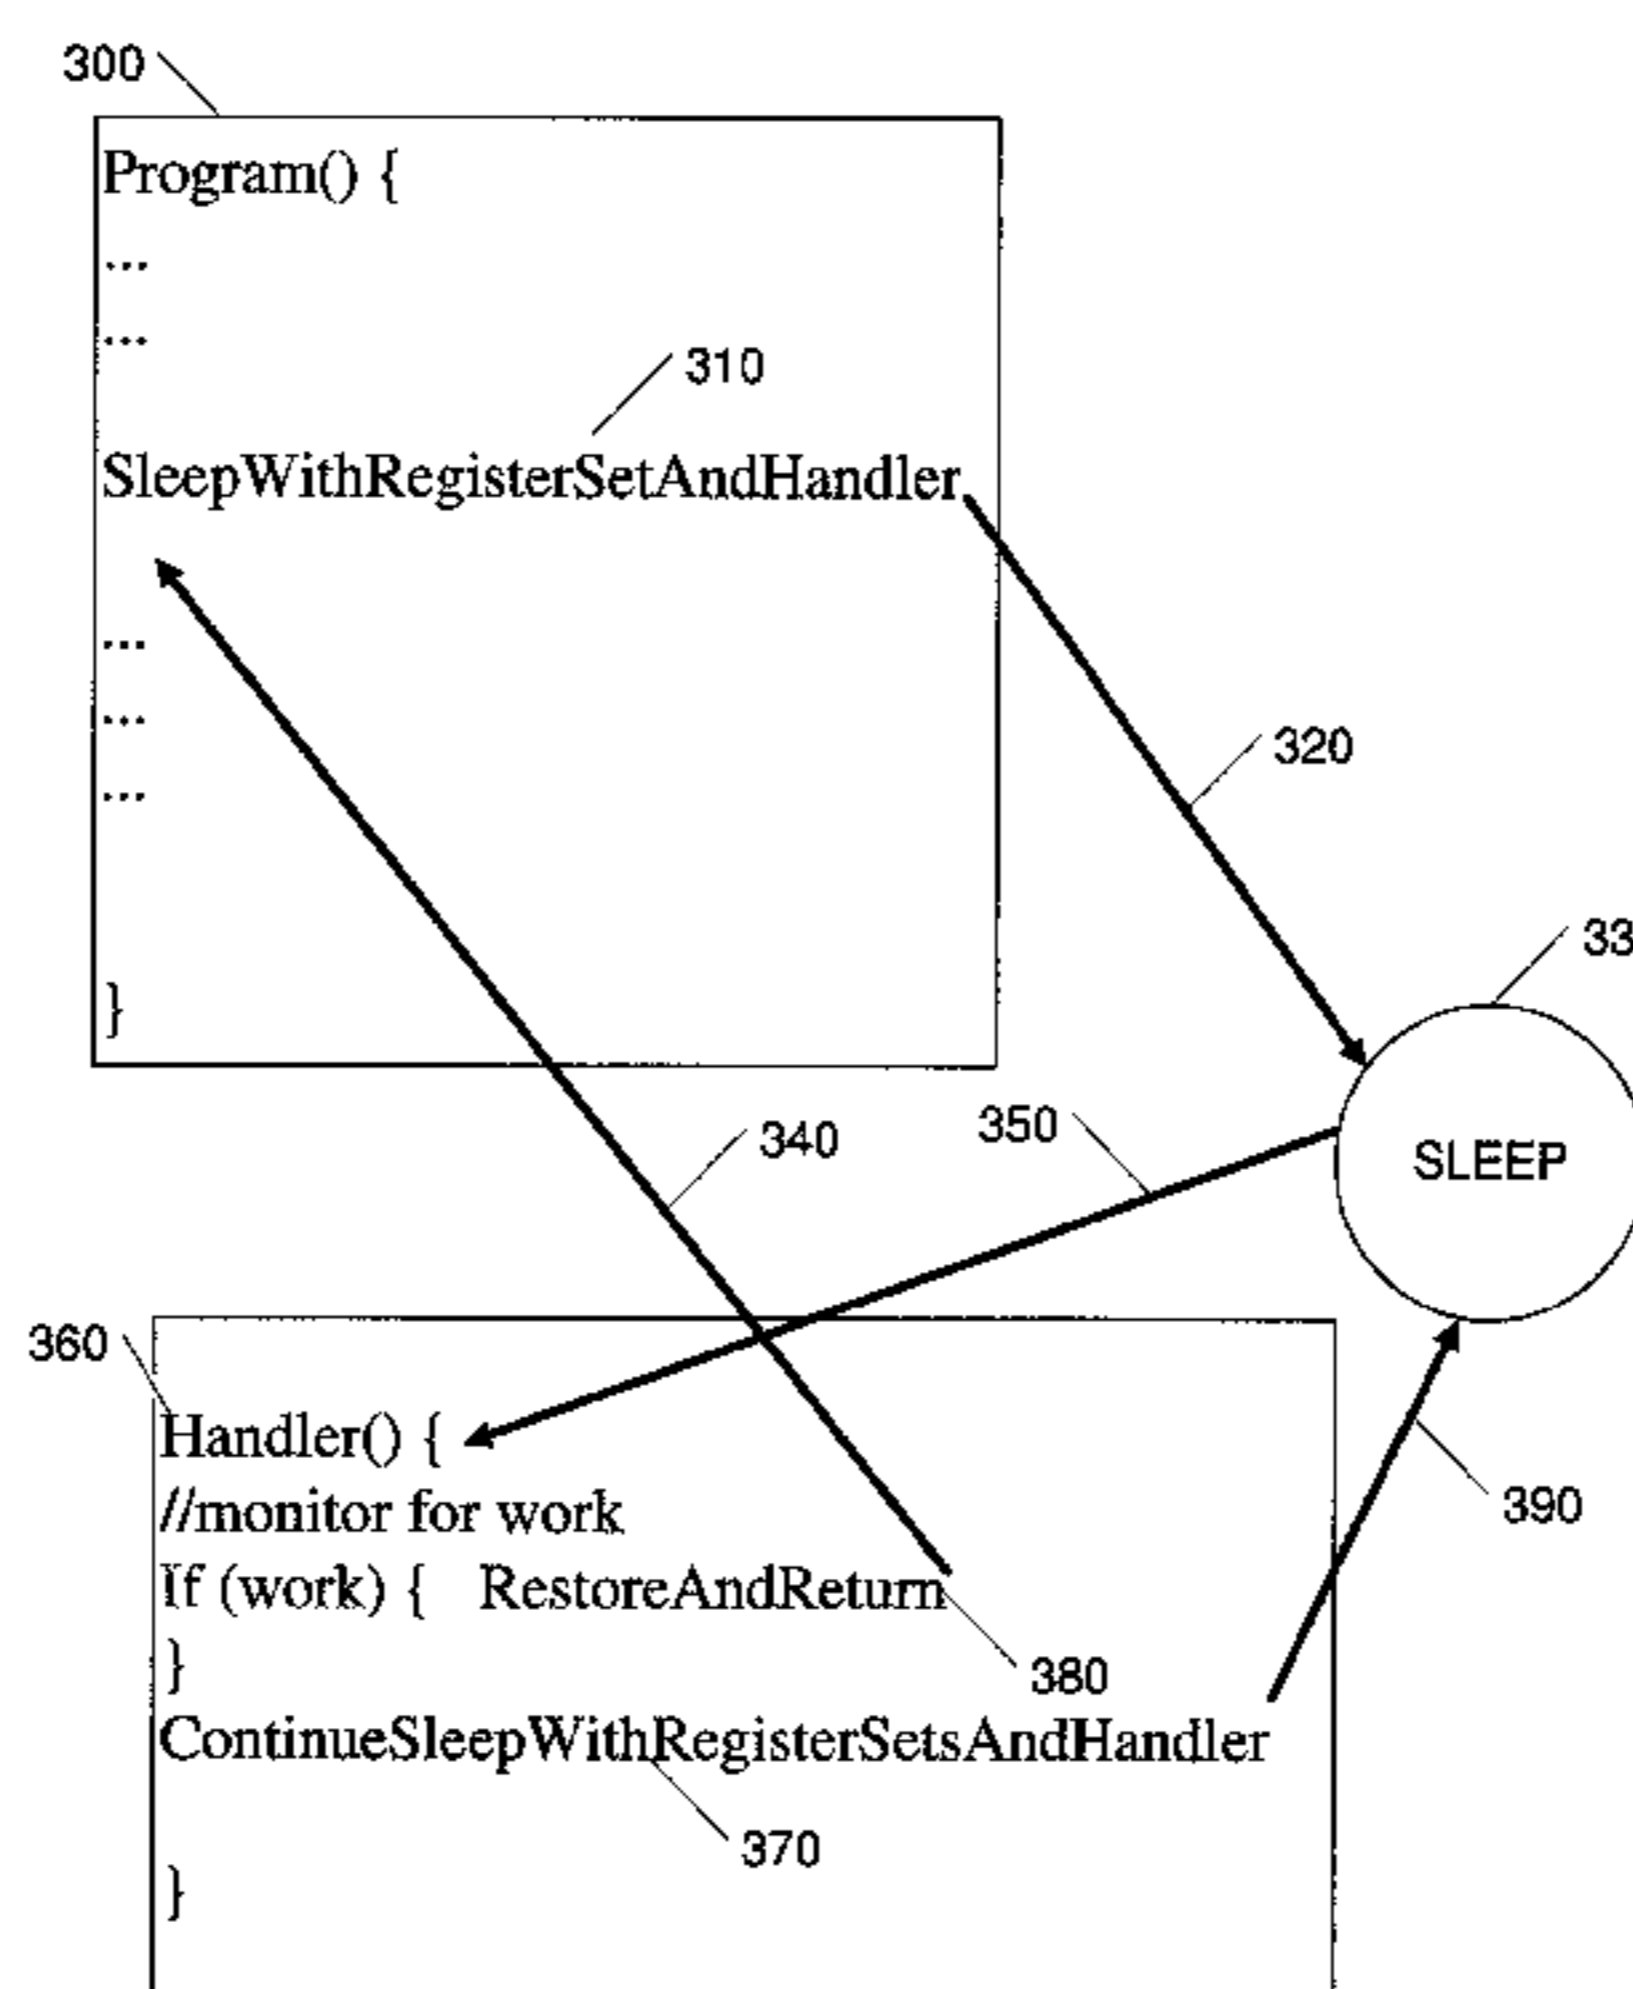 300
Program() {
...
...
310
SleepWithRegisterSetAndHandler
...
...
...
320
33
}
340
350
SLEEP
360
Handler() {
//monitor for work
If (work) { RestoreAndReturn
390
}
380
ContinueSleepWithRegisterSetsAndHandler
370
}